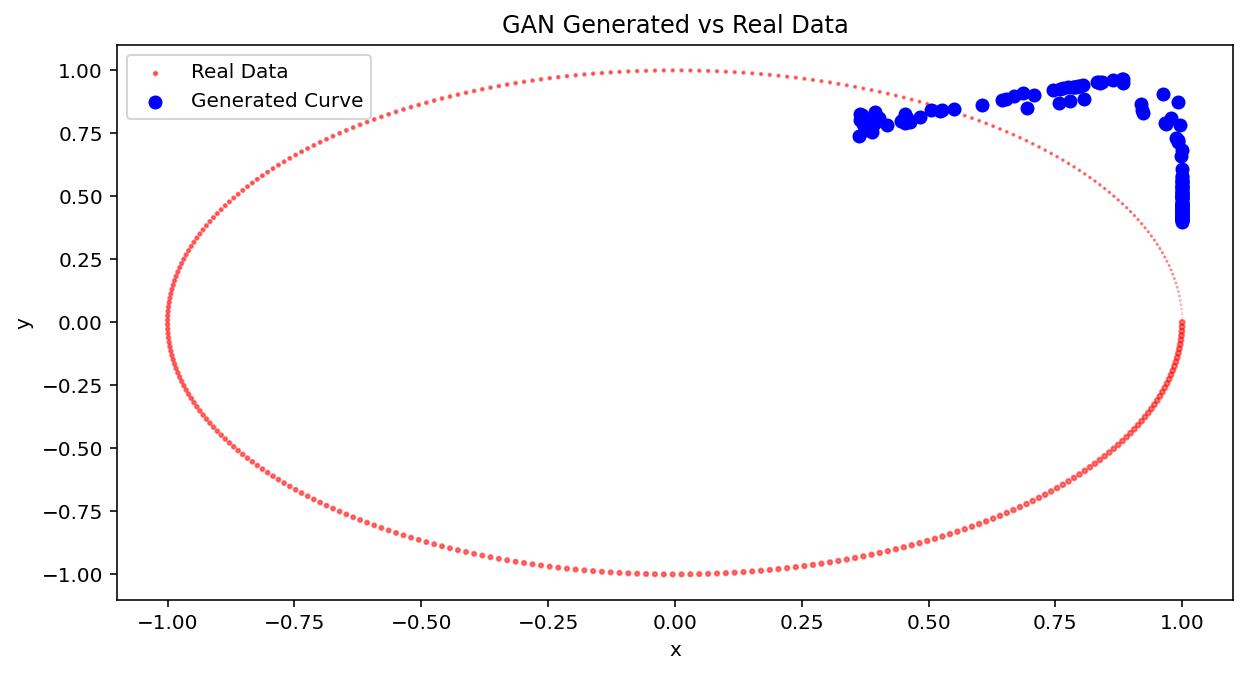 GAN Generated vs Real Data
Real Data
Generated Curve
1.00
0.75
0.50
0.25
0.00
−0.25
−0.50
−0.75
−1.00
y
−1.00 −0.75 −0.50 −0.25 0.00 0.25 0.50 0.75 1.00
x